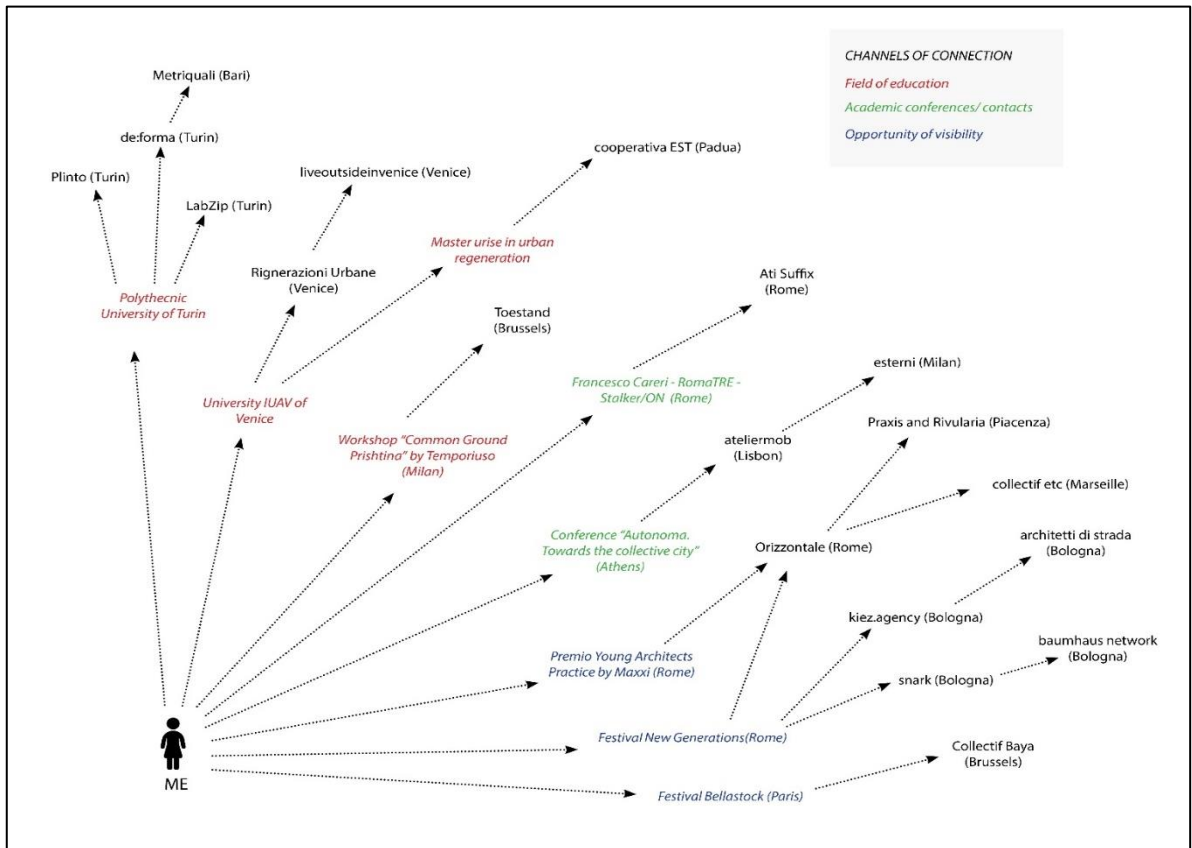 CHANNELS OF CONNECTION
Field of education
Academic conferences/ contacts
Opportunity of visibility
Metriquali (Bari)
de:forma (Turin)
Plinto (Turin)
LabZip (Turin)
Polythecnic
University of Turin
liveoutsideinvenice (Venice)
Rignerazioni Urbane
(Venice)
University IUAV of
Venice
cooperativa EST (Padua)
Master urise in urban
regeneration
Toestand
(Brussels)
Workshop “Common Ground
Prishtina” by Temporiuso
(Milan)
Ati Suffix
(Rome)
Francesco Careri - RomaTRE -
Stalker/ON (Rome)
esterni (Milan)
ateliermob
(Lisbon)
Conference “Autonoma.
Towards the collective city”
(Athens)
Praxis and Rivularia (Piacenza)
collectif etc (Marseille)
Orizzontale (Rome)
architetti di strada
(Bologna)
kiez.agency (Bologna)
baumhaus network
(Bologna)
snark (Bologna)
Premio Young Architects
Practice by Maxxi (Rome)
Festival New Generations(Rome)
Collectif Baya
(Brussels)
Festival Bellastock (Paris)
ME